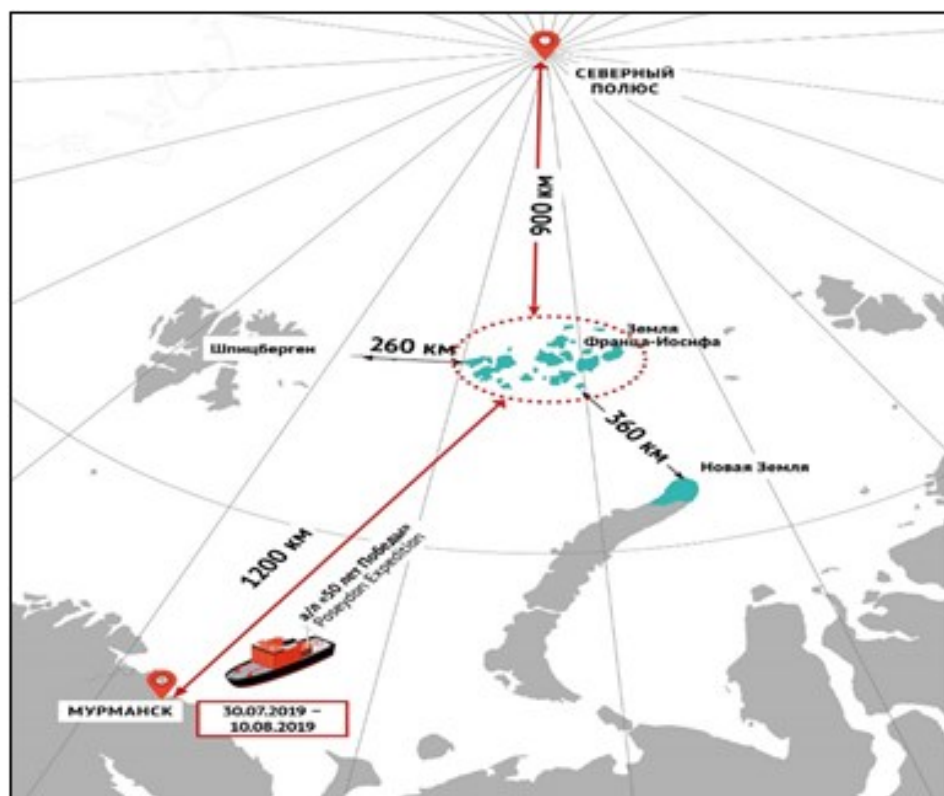 СЕВЕРНЫЙ
ПОЛЮС
900 км
Земля
Франца-Иосифа
Шпицберген
260 км
360 км
Новая Земля
1200 км
а/л «50 лет Победы»
Poseydon Expedition
МУРМАНСК
30.07.2019 –
10.08.2019